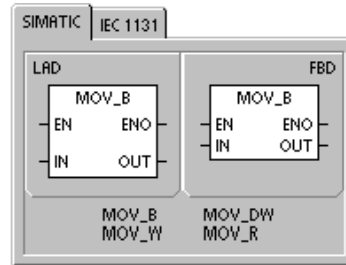 SIMATIC IEC 1131
LAD FBD
MOV_B MOV_B
EN ENO EN ENO
IN OUT IN OUT
MOV_B MOV_DW
MOV_W MOV_R